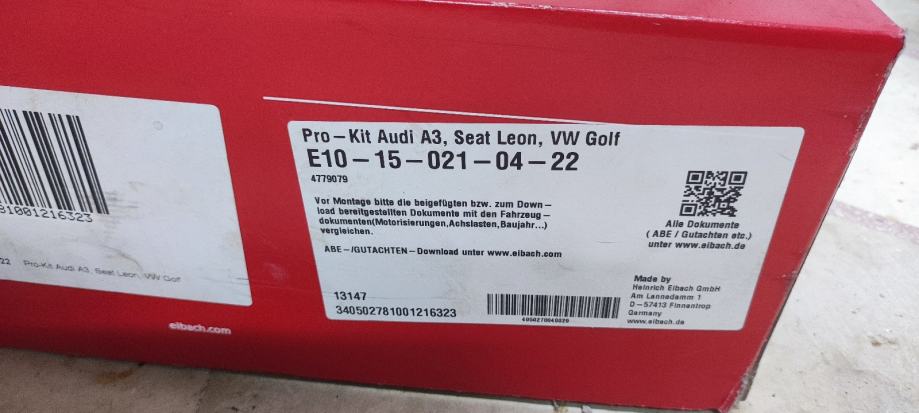 Pro-Kit Audi A3, Seat Leon, VW Golf
E10-15-021-04-22
4779079
Vor Montage bitte die beigefügten bzw. zum Down-
load bereitgestellten Dokumente mit den Fahrzeug-
dokumenten(Motorisierungen,Achslasten,Baujahr...)
vergleichen.
ABE-/GUTACHTEN-Download unter www.eibach.com
Alle Dokumente
( ABE / Gutachten etc.)
unter www.eibach.de
13147
340502781001216323
Made by
Heinrich Eibach GmbH
Am Lennedamm 1
D-57413 Finnentrop
Germany
www.eibach.de
81001216323
22 Pro-Kit Audi A3, Seat Leon, VW Golf
eibach.com